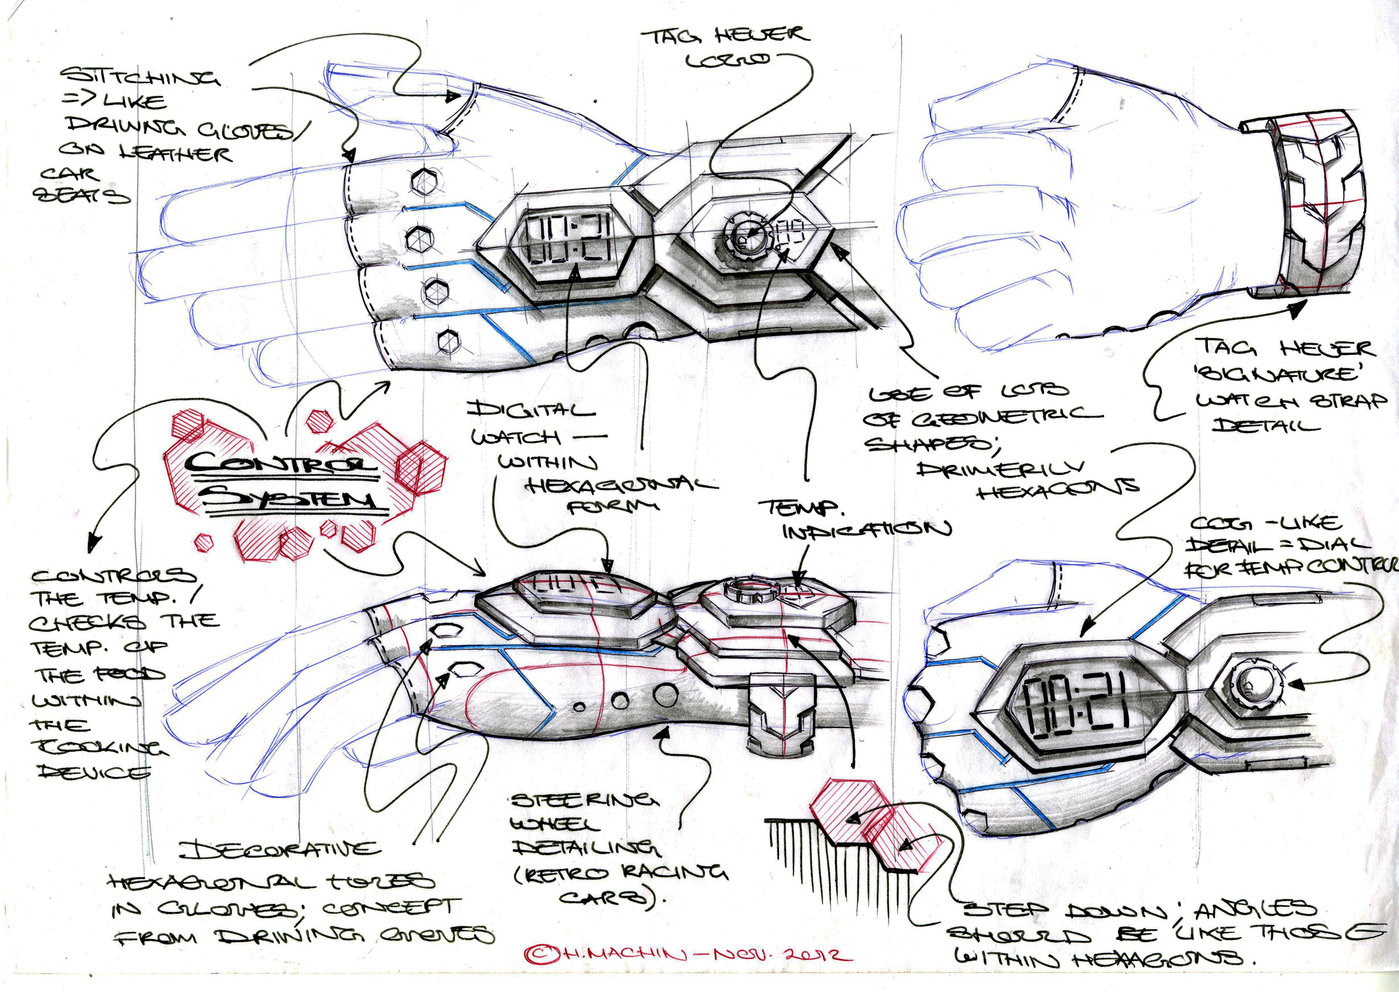 STITCHING
=> LIKE
DRIVING GLOVES/
ON LEATHER
CAR
SEATS
TAG HEUER
LOGO
00:21
09
TAG HEUER
'SIGNATURE'
WATCH STRAP
DETAIL
USE OF LOTS
OF GEOMETRIC
SHAPES;
PRIMERILY
HEXAGONS
DIGITAL
WATCH —
WITHIN
HEXAGONAL
FORM
CONTROL
SYSTEM
TEMP.
INDICATION
COG - LIKE
DETAIL = DIAL
FOR TEMP CONTROL
CONTROLS
THE TEMP. /
CHECKS THE
TEMP. OF
THE FOOD
WITHIN
THE
COOKING
DEVICE
00:21
DECORATIVE
HEXAGONAL HOLES
IN GLOVES; CONCEPT
FROM DRIVING GLOVES
STEERING
WHEEL
DETAILING
(RETRO RACING
CARS).
STEP DOWN; ANGLES
SHOULD BE LIKE THOSE
WITHIN HEXAGONS.
© H.MACHIN — NOV. 2012